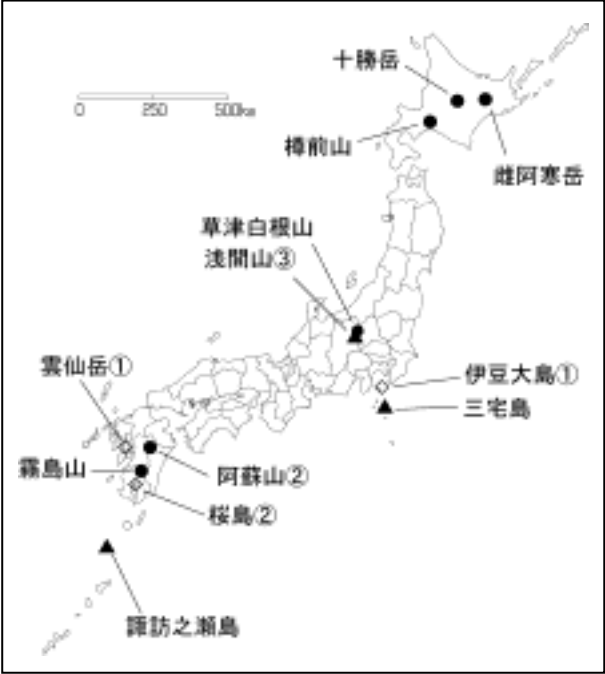 十勝岳
0 250 500km
樽前山
雌阿寒岳
草津白根山
浅間山③
雲仙岳①
伊豆大島①
三宅島
霧島山
阿蘇山②
桜島②
諏訪之瀬島